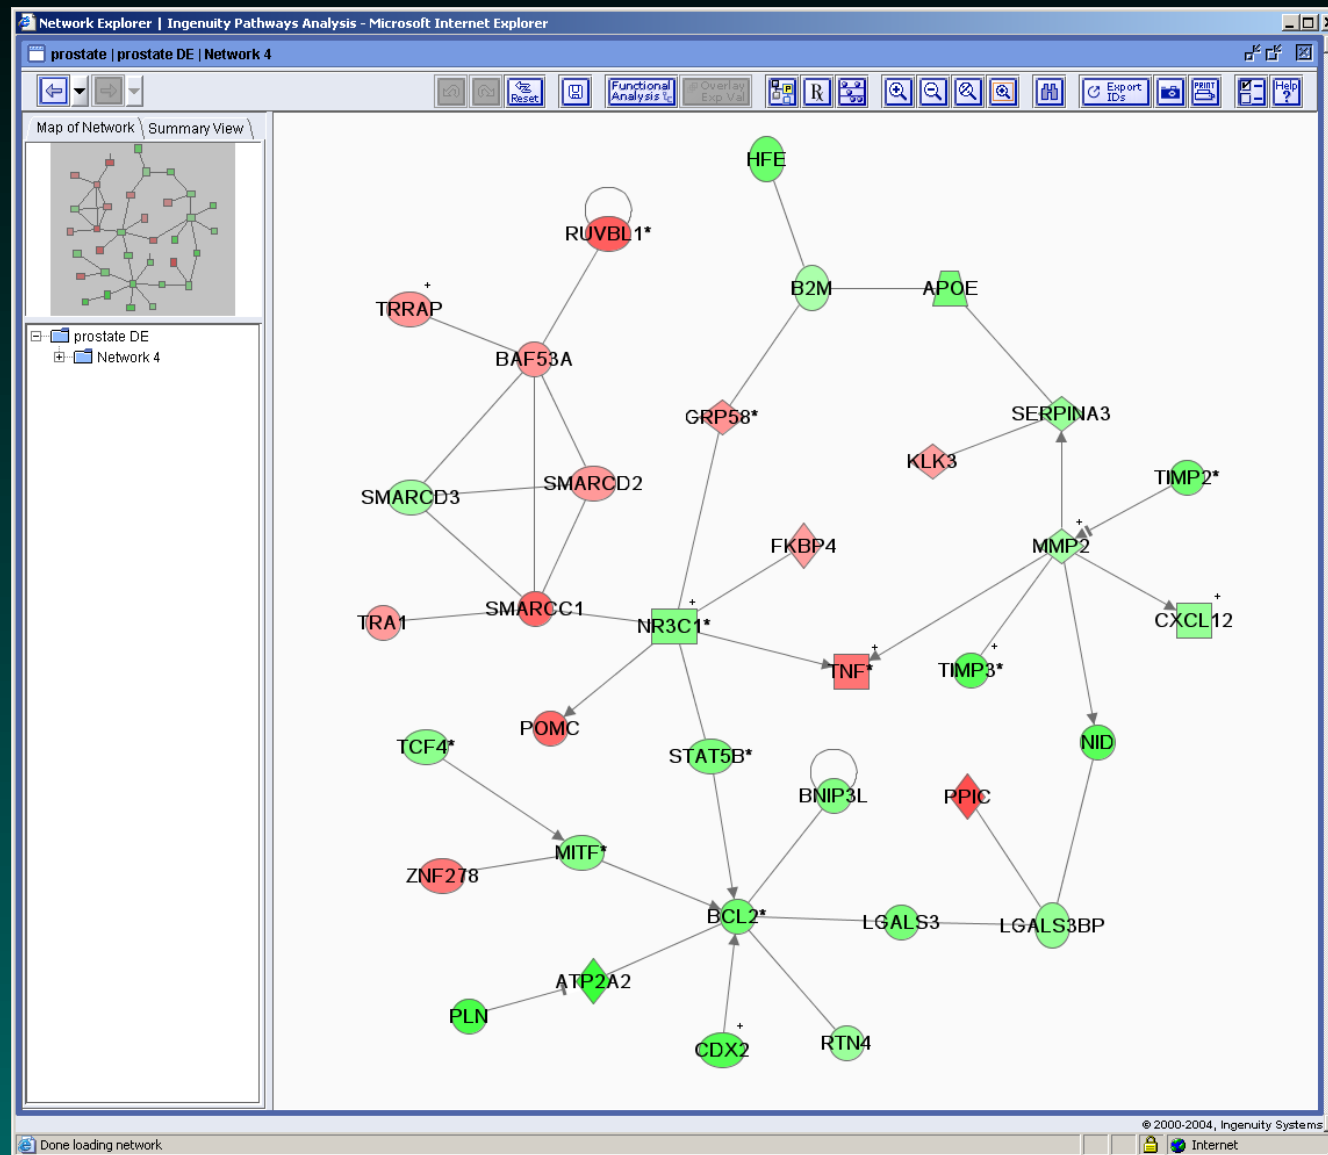 Network Explorer | Ingenuity Pathways Analysis - Microsoft Internet Explorer
prostate | prostate DE | Network 4
Reset
Functional Analysis
Overlay Exp Val
Export IDs
PRINT
Help ?
Map of Network
Summary View
prostate DE
Network 4
HFE
RUVBL1*
B2M
APOE
TRRAP
BAF53A
GRP58*
SERPINA3
KLK3
TIMP2*
SMARCD3
SMARCD2
FKBP4
MMP2
SMARCC1
TRA1
NR3C1*
CXCL12
TNF*
TIMP3*
POMC
NID
TCF4*
STAT5B*
BNIP3L
PPIC
MITF*
ZNF278
BCL2*
LGALS3
LGALS3BP
ATP2A2
PLN
CDX2
RTN4
© 2000-2004, Ingenuity Systems
Done loading network
Internet